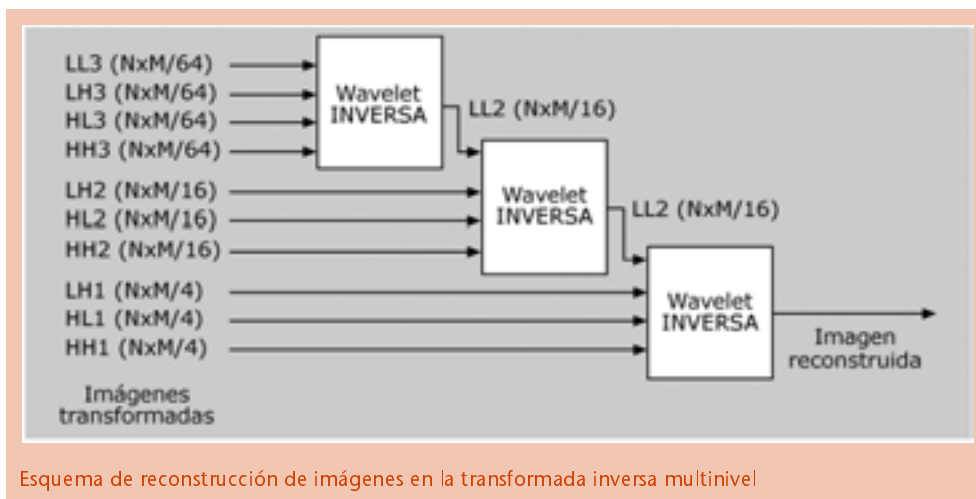 LL3 (NxM/64)
LH3 (NxM/64)
HL3 (NxM/64)
HH3 (NxM/64)
Wavelet
INVERSA
LL2 (NxM/16)
LH2 (NxM/16)
HL2 (NxM/16)
HH2 (NxM/16)
Wavelet
INVERSA
LL2 (NxM/16)
LH1 (NxM/4)
HL1 (NxM/4)
HH1 (NxM/4)
Wavelet
INVERSA
Imagen
reconstruida
Imágenes
transformadas
Esquema de reconstrucción de imágenes en la transformada inversa multinivel